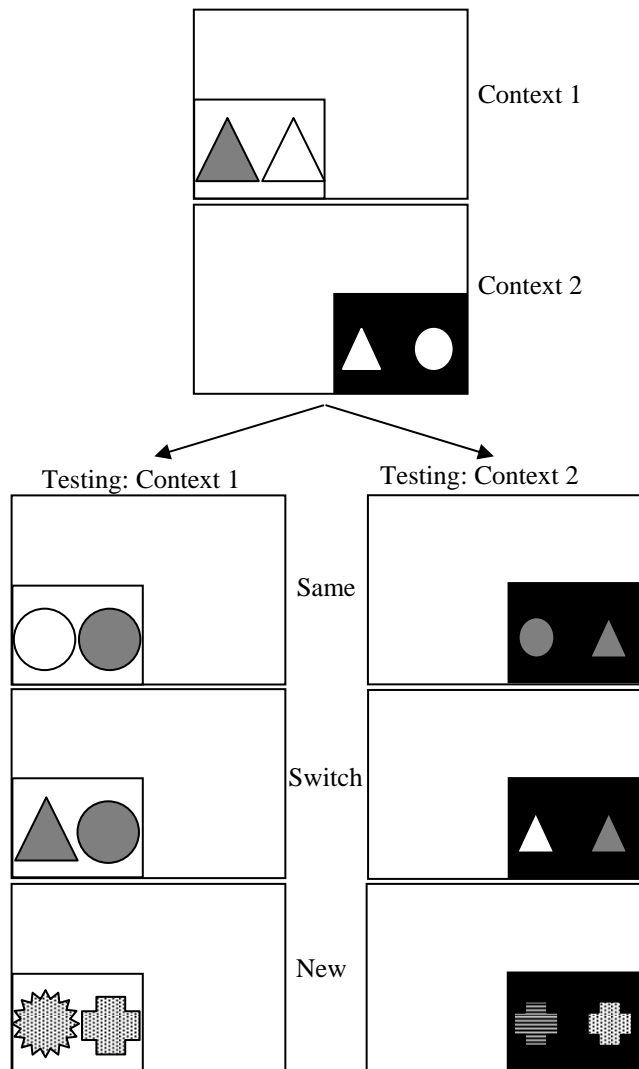 Context 1
Context 2
Testing: Context 1
Testing: Context 2
Same
Switch
New